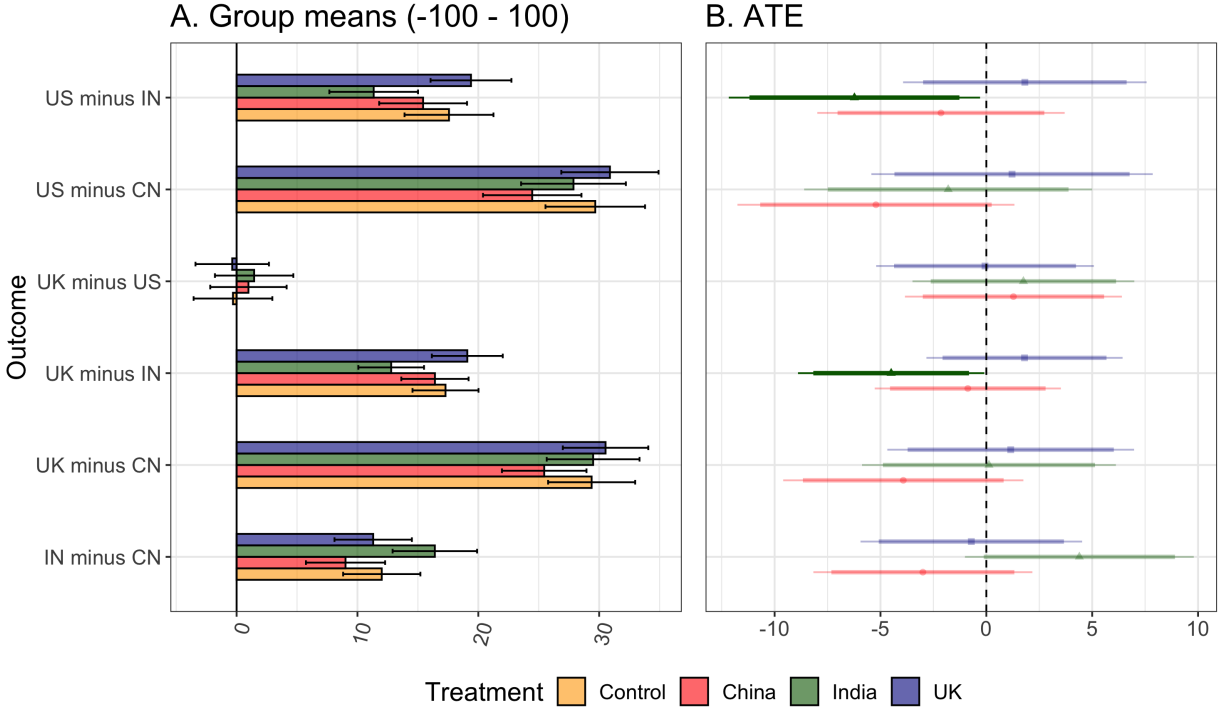 A. Group means (-100 - 100)
B. ATE
Outcome
US minus IN
US minus CN
UK minus US
UK minus IN
UK minus CN
IN minus CN
0 10 20 30
-10 -5 0 5 10
Treatment Control China India UK